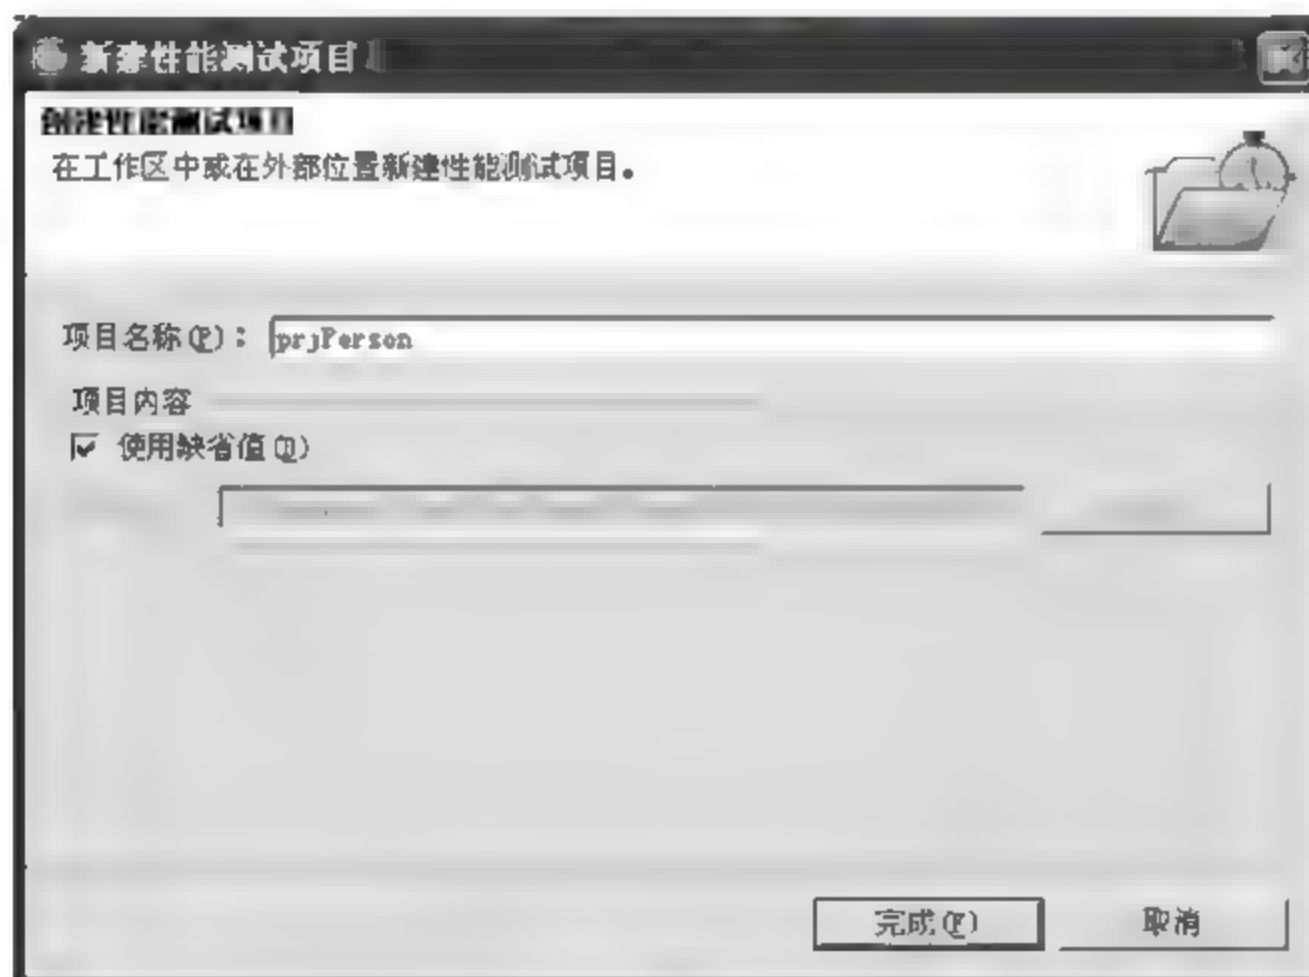 新建性能测试项目
创建性能测试项目
在工作区中或在外部位置新建性能测试项目。
项目名称(P)： prjPerson
项目内容
使用缺省值(D)
完成(F) 取消